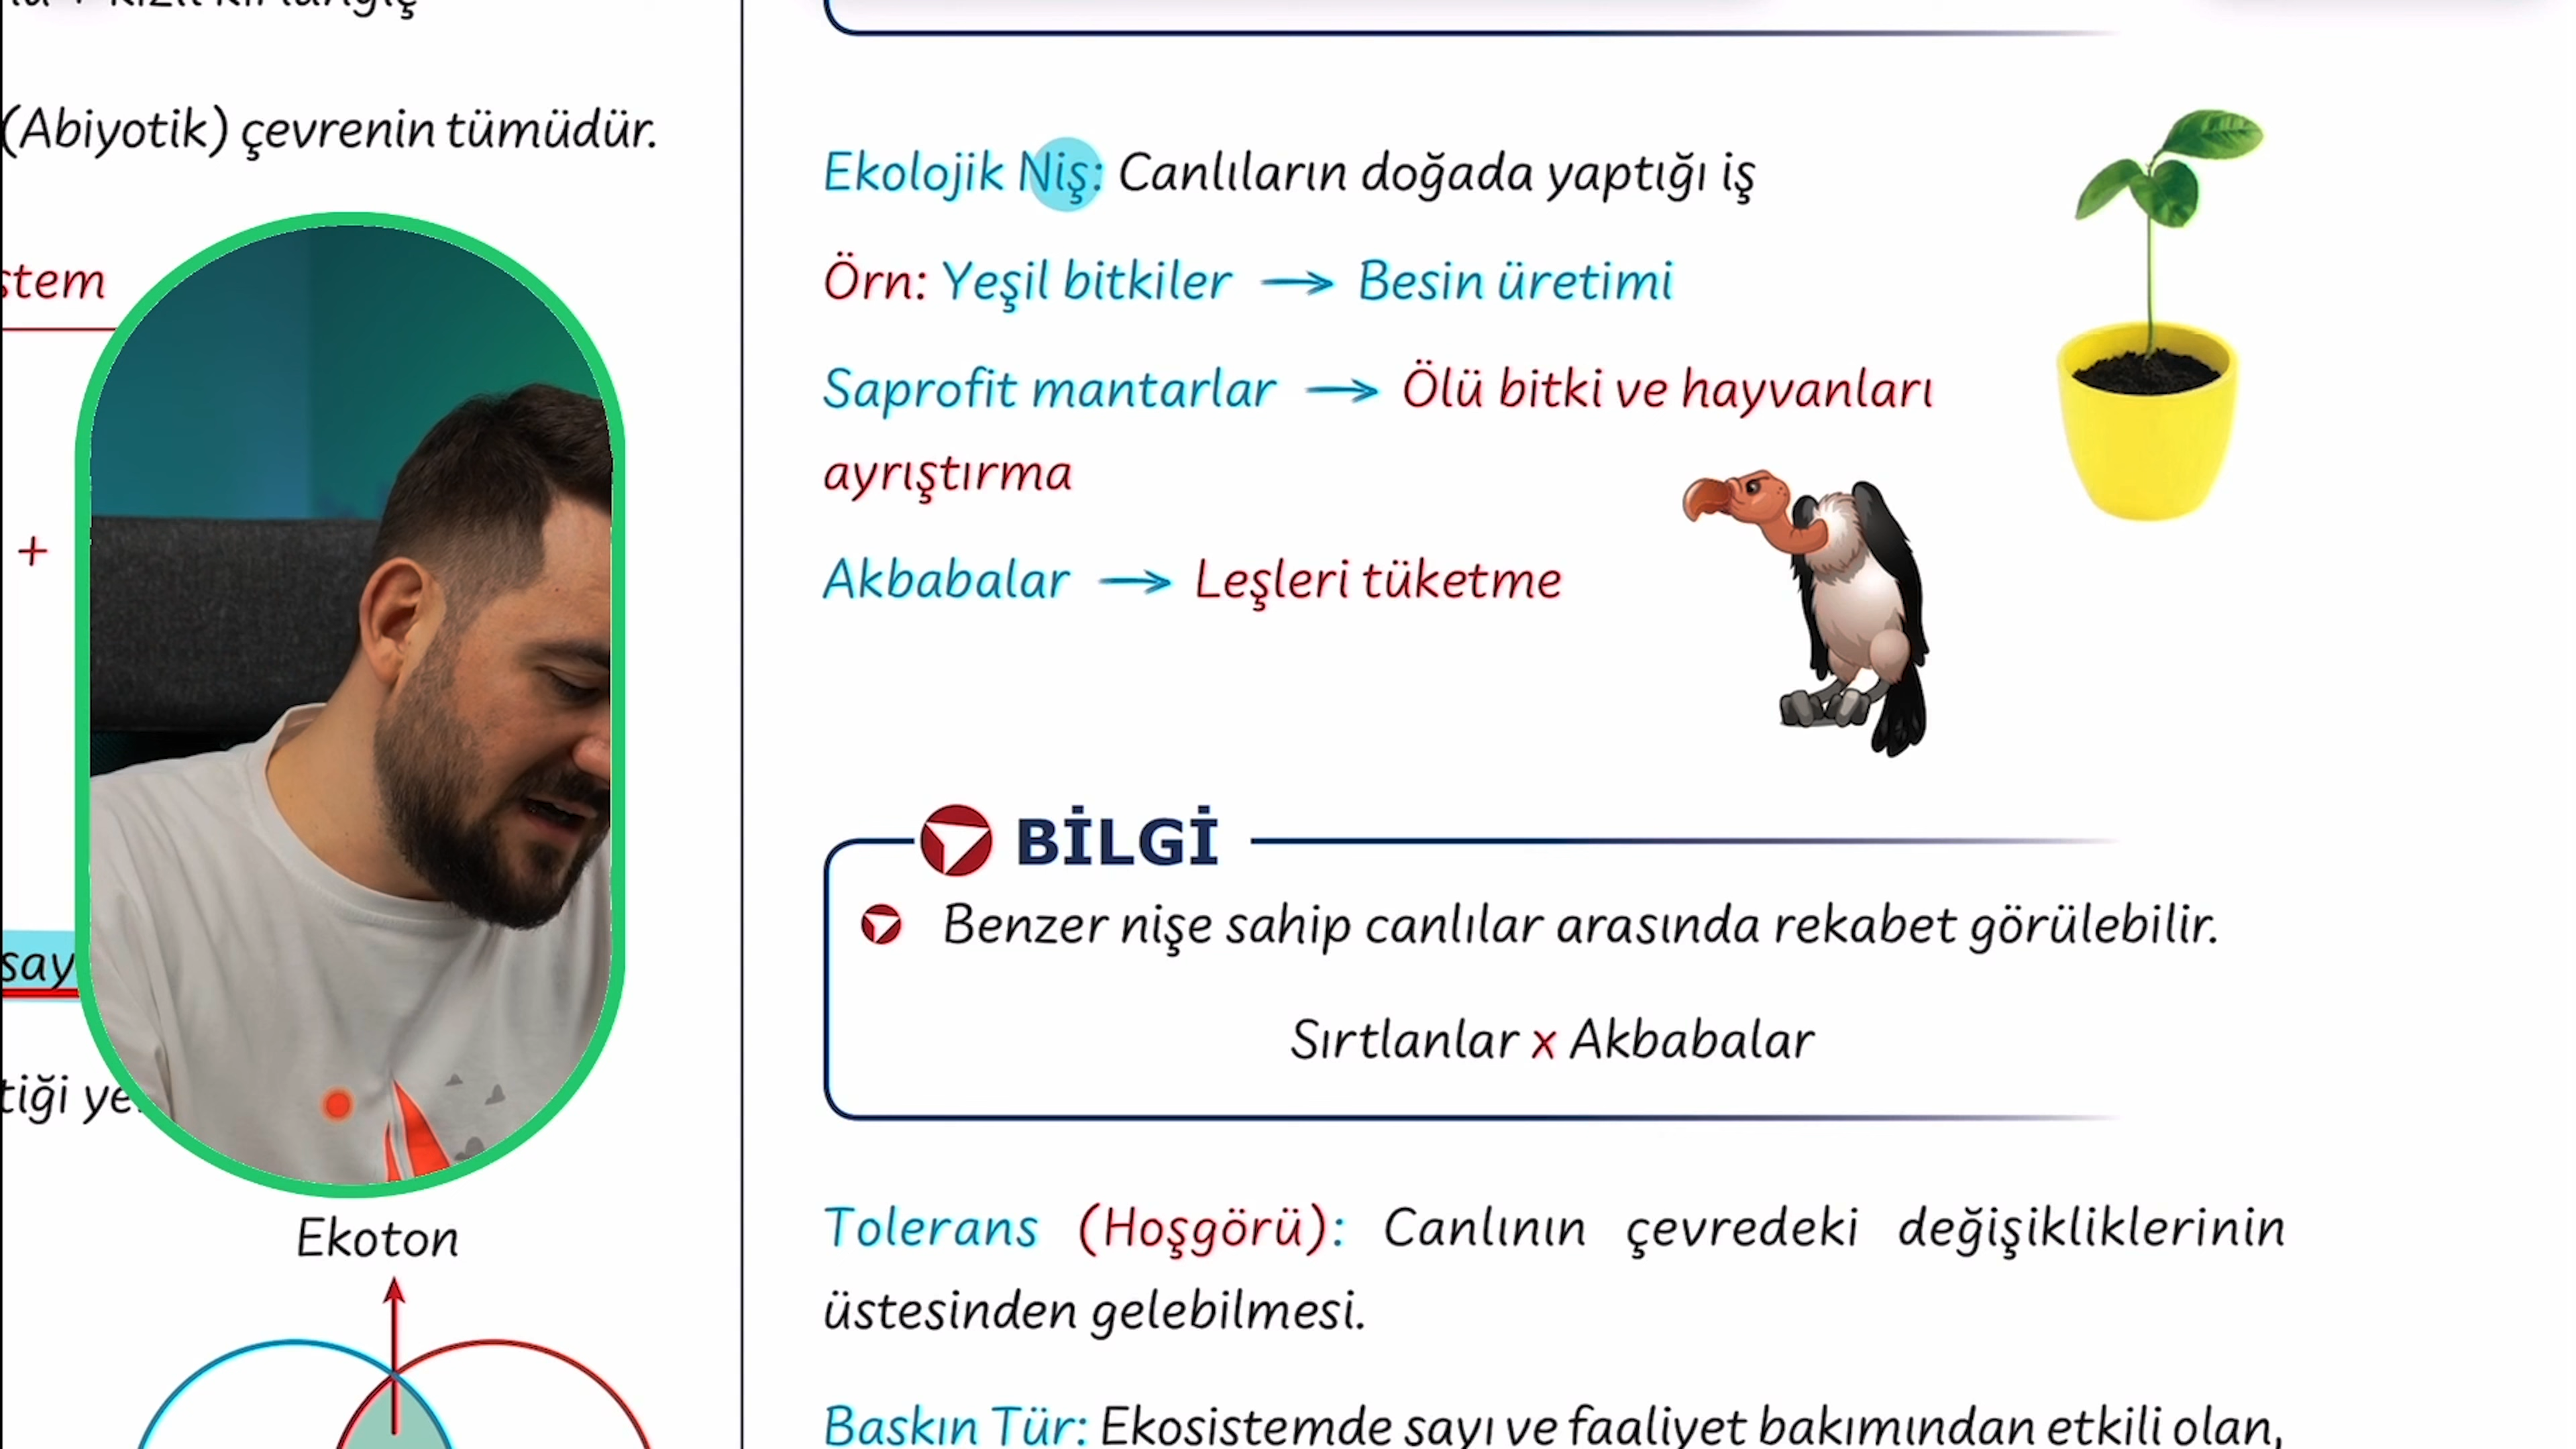 (Abiyotik) çevrenin tümüdür.
stem
+
say
tiği ye
Ekoton
Ekolojik Niş: Canlıların doğada yaptığı iş
Örn: Yeşil bitkiler → Besin üretimi
Saprofit mantarlar → Ölü bitki ve hayvanları
ayrıştırma
Akbabalar → Leşleri tüketme
BİLGİ
Benzer nişe sahip canlılar arasında rekabet görülebilir.
Sırtlanlar x Akbabalar
Tolerans (Hoşgörü): Canlının çevredeki değişikliklerinin
üstesinden gelebilmesi.
Baskın Tür: Ekosistemde sayı ve faaliyet bakımından etkili olan,